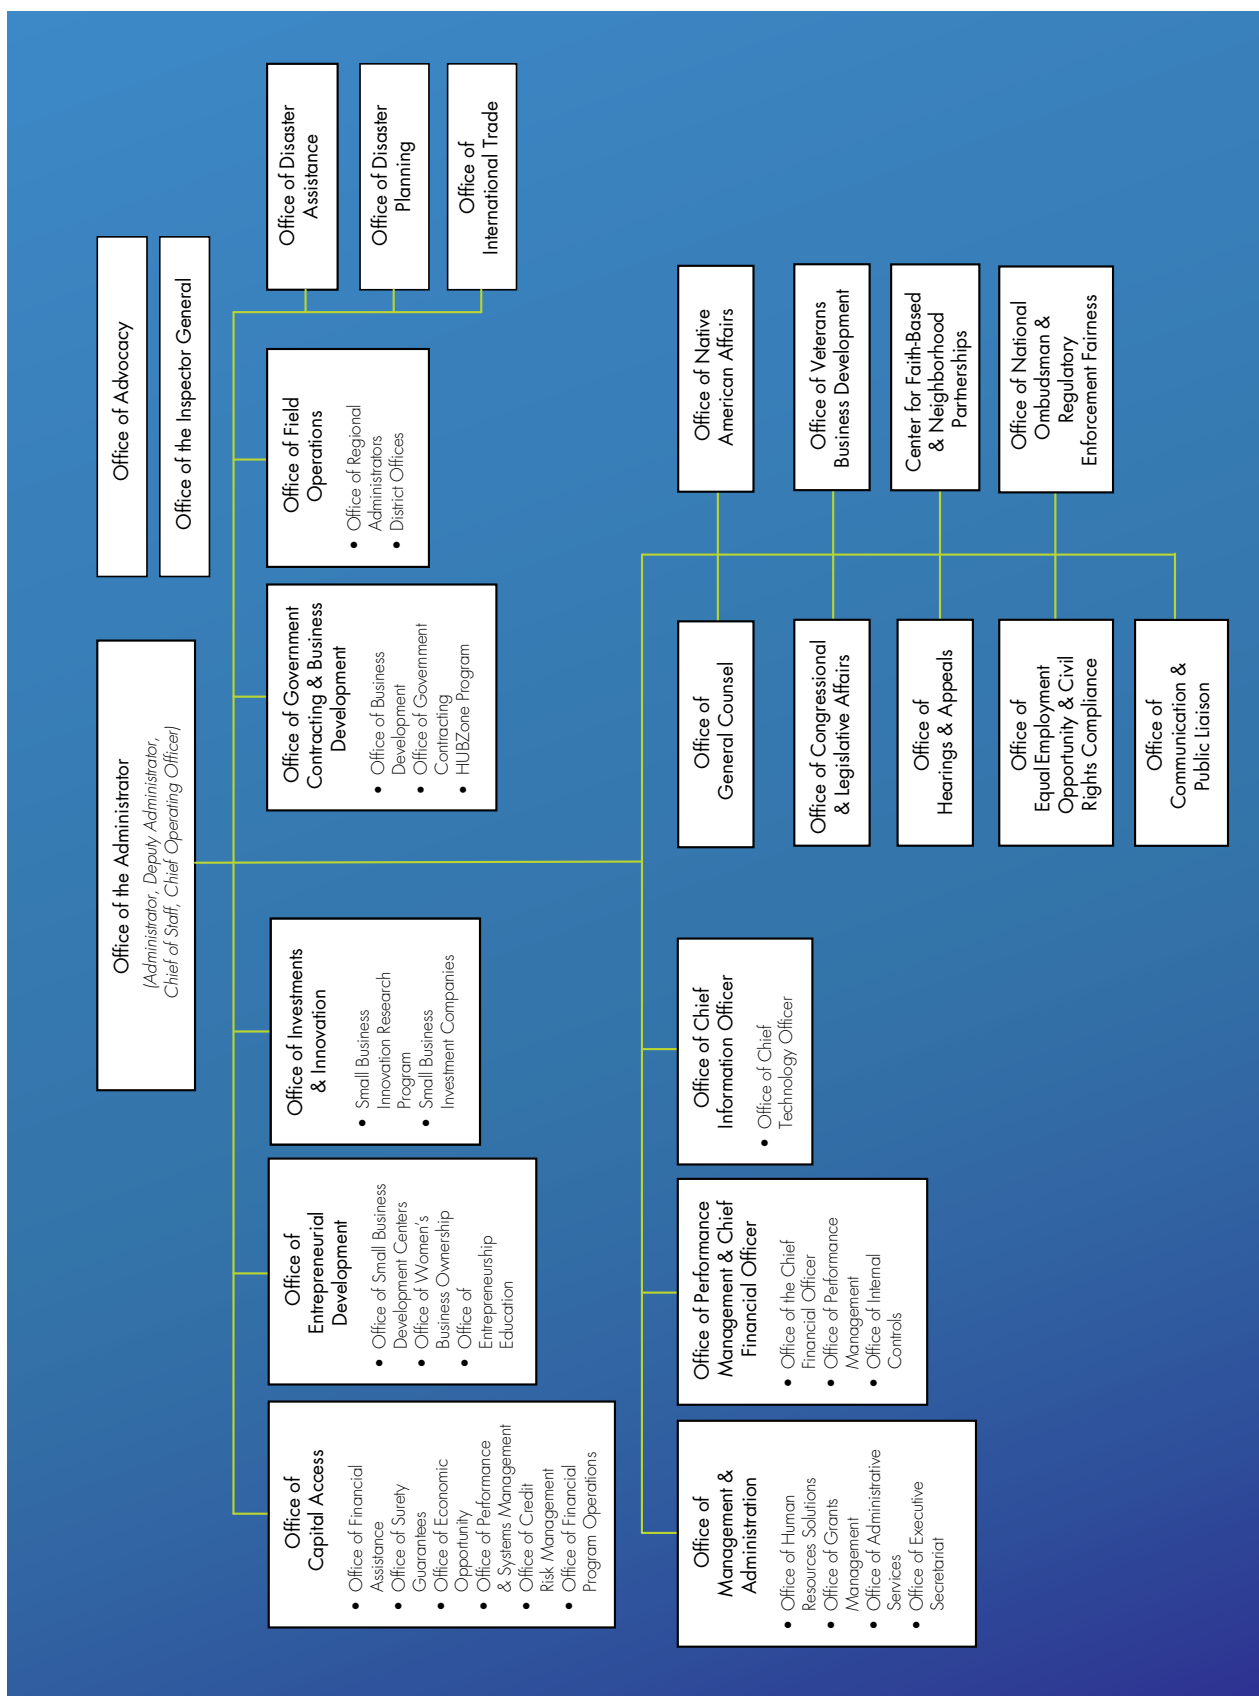 Office of the Administrator
(Administrator, Deputy Administrator,
Chief of Staff, Chief Operating Officer)
Office of Advocacy
Office of the Inspector General
Office of
Capital Access
• Office of Financial
Assistance
• Office of Surety
Guarantees
• Office of Economic
Opportunity
• Office of Performance
& Systems Management
• Office of Credit
Risk Management
• Office of Financial
Program Operations
Office of
Entrepreneurial
Development
• Office of Small Business
Development Centers
• Office of Women's
Business Ownership
• Office of
Entrepreneurship
Education
Office of Investments
& Innovation
• Small Business
Innovation Research
Program
• Small Business
Investment Companies
Office of Government
Contracting & Business
Development
• Office of Business
Development
• Office of Government
Contracting
• HUBZone Program
Office of Field
Operations
• Office of Regional
Administrators
• District Offices
Office of Disaster
Assistance
Office of Disaster
Planning
Office of
International Trade
Office of
Management &
Administration
• Office of Human
Resources Solutions
• Office of Grants
Management
• Office of Administrative
Services
• Office of Executive
Secretariat
Office of Performance
Management & Chief
Financial Officer
• Office of the Chief
Financial Officer
• Office of Performance
Management
• Office of Internal
Controls
Office of Chief
Information Officer
• Office of Chief
Technology Officer
Office of
General Counsel
Office of Congressional
& Legislative Affairs
Office of
Hearings & Appeals
Office of
Equal Employment
Opportunity & Civil
Rights Compliance
Office of
Communication &
Public Liaison
Office of Native
American Affairs
Office of Veterans
Business Development
Center for Faith-Based
& Neighborhood
Partnerships
Office of National
Ombudsman &
Regulatory
Enforcement Fairness